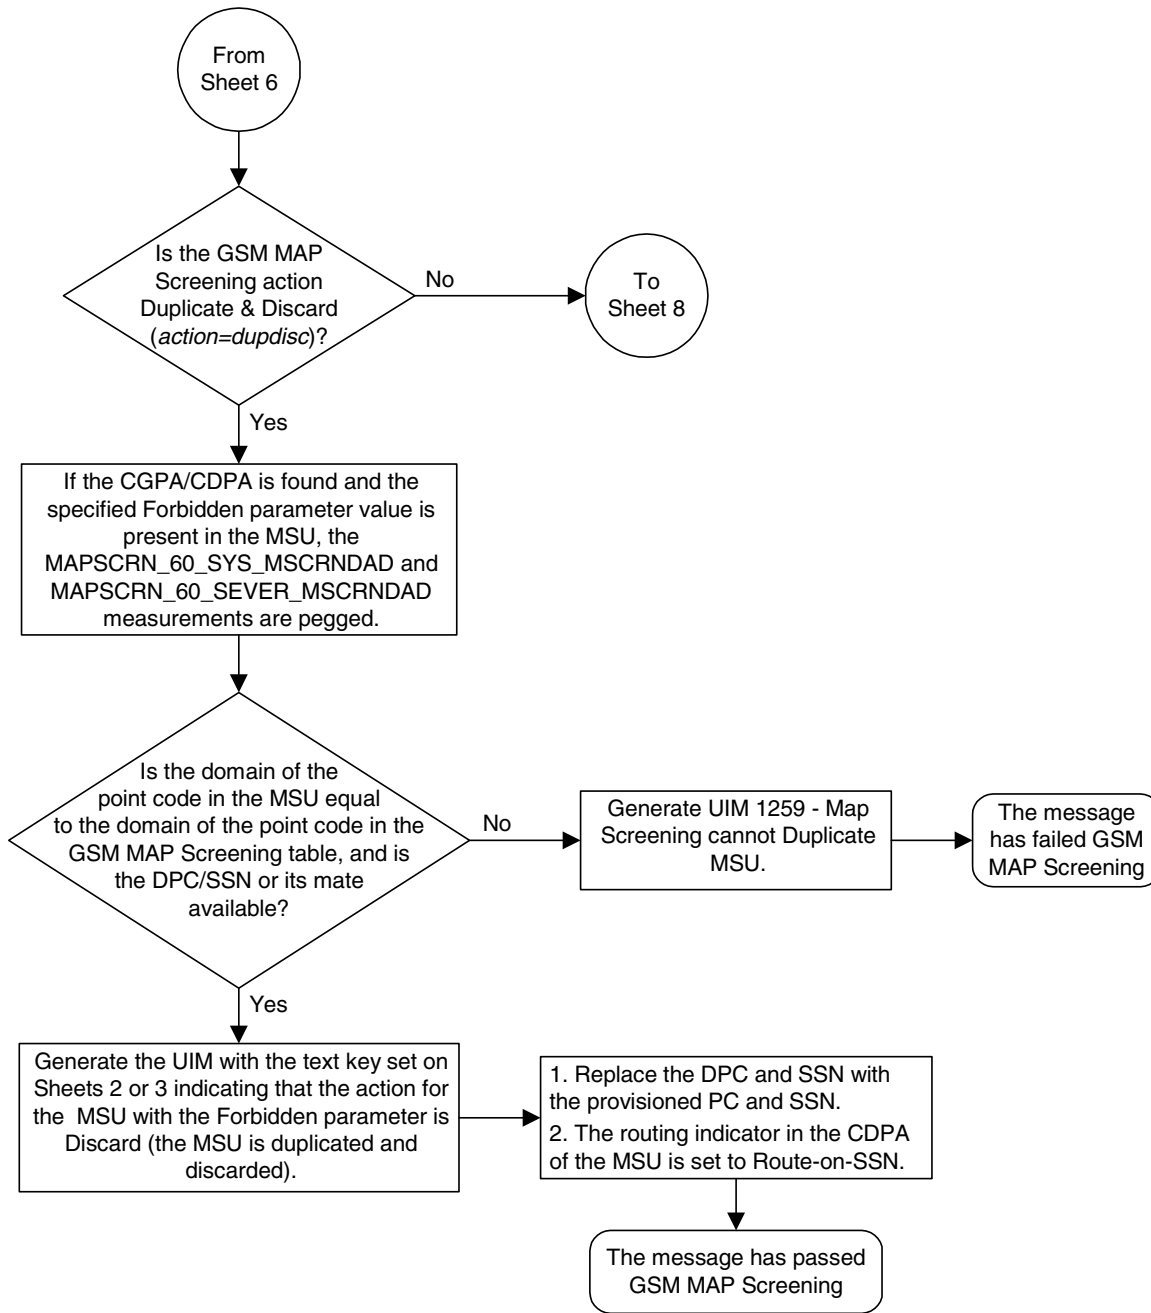 From
Sheet 6
Is the GSM MAP
Screening action
Duplicate & Discard
(action=dupdisc)?
No
To
Sheet 8
Yes
If the CGPA/CDPA is found and the
specified Forbidden parameter value is
present in the MSU, the
MAPSCRN_60_SYS_MSCRNDAD and
MAPSCRN_60_SEVER_MSCRNDAD
measurements are pegged.
Is the domain of the
point code in the MSU equal
to the domain of the point code in the
GSM MAP Screening table, and is
the DPC/SSN or its mate
available?
No
Generate UIM 1259 - Map
Screening cannot Duplicate
MSU.
The message
has failed GSM
MAP Screening
Yes
Generate the UIM with the text key set on
Sheets 2 or 3 indicating that the action for
the MSU with the Forbidden parameter is
Discard (the MSU is duplicated and
discarded).
1. Replace the DPC and SSN with
the provisioned PC and SSN.
2. The routing indicator in the CDPA
of the MSU is set to Route-on-SSN.
The message has passed
GSM MAP Screening